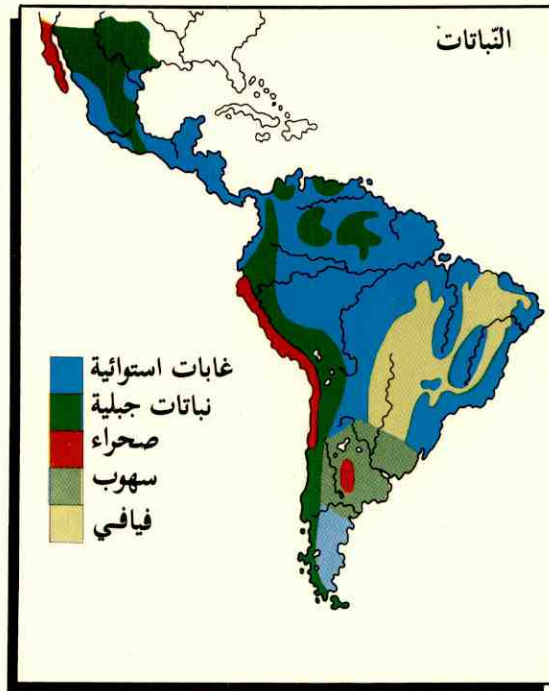 النّباتات
غابات استوائية
نباتات جبلية
صحراء
سهوب
فيافي